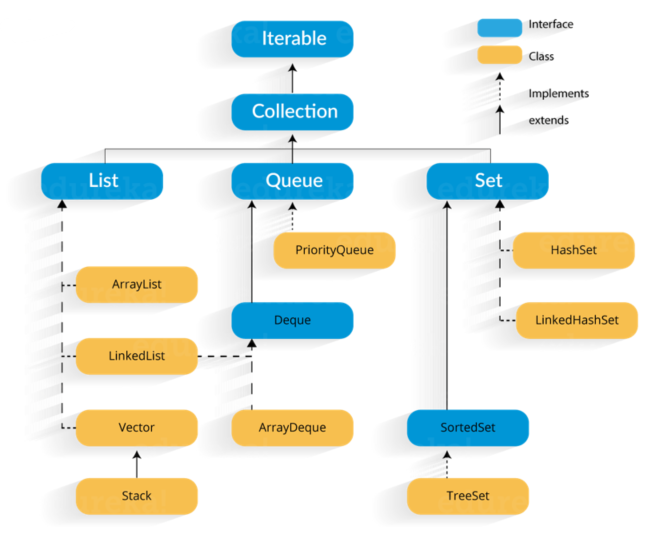 Iterable
Interface
Class
Implements
extends
Collection
List
Queue
Set
PriorityQueue
HashSet
ArrayList
Deque
LinkedHashSet
LinkedList
Vector
ArrayDeque
SortedSet
Stack
TreeSet